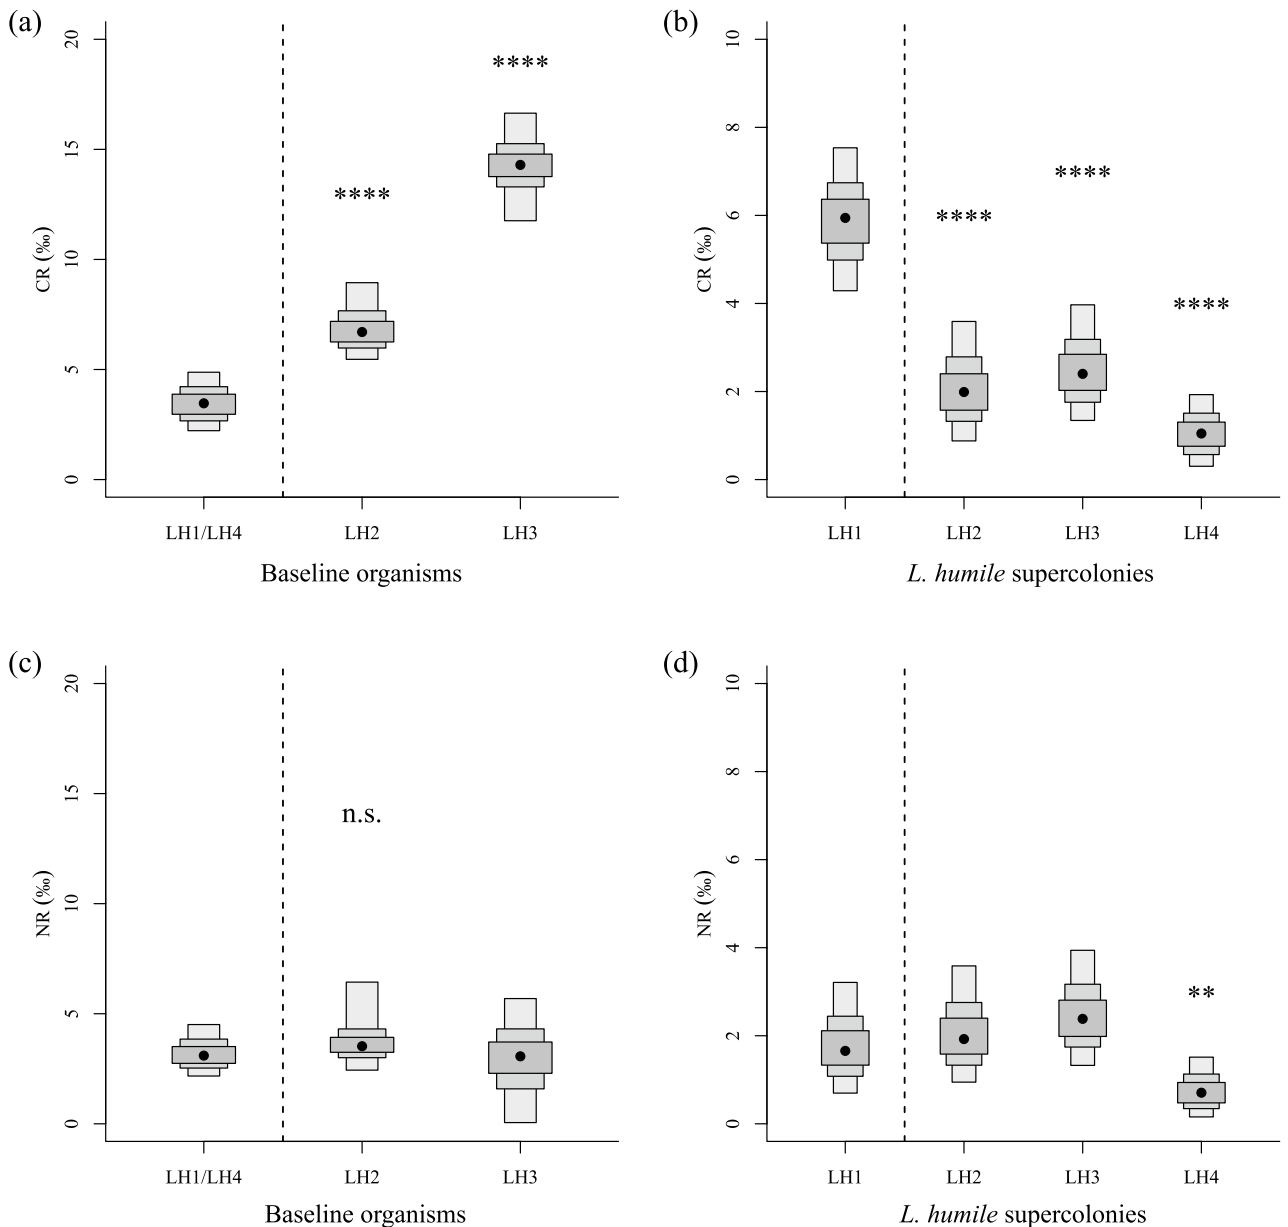 (a)
20
15
10
5
0
CR (‰)
****
****
LH1/LH4 LH2 LH3
Baseline organisms
(b)
10
8
6
4
2
0
CR (‰)
****
****
****
LH1 LH2 LH3 LH4
L. humile supercolonies
(c)
20
15
10
5
0
NR (‰)
n.s.
LH1/LH4 LH2 LH3
Baseline organisms
(d)
10
8
6
4
2
0
NR (‰)
**
LH1 LH2 LH3 LH4
L. humile supercolonies